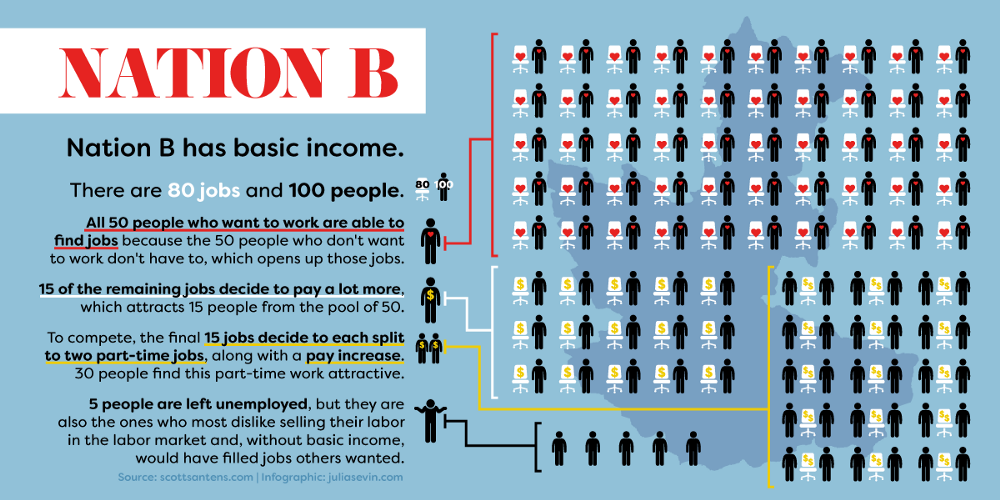 NATION B
Nation B has basic income.
There are 80 jobs and 100 people.
80 100
All 50 people who want to work are able to
find jobs because the 50 people who don't want
to work don't have to, which opens up those jobs.
15 of the remaining jobs decide to pay a lot more,
which attracts 15 people from the pool of 50.
To compete, the final 15 jobs decide to each split
to two part-time jobs, along with a pay increase.
30 people find this part-time work attractive.
5 people are left unemployed, but they are
also the ones who most dislike selling their labor
in the labor market and, without basic income,
would have filled jobs others wanted.
Source: scottsantens.com | Infographic: juliasevin.com